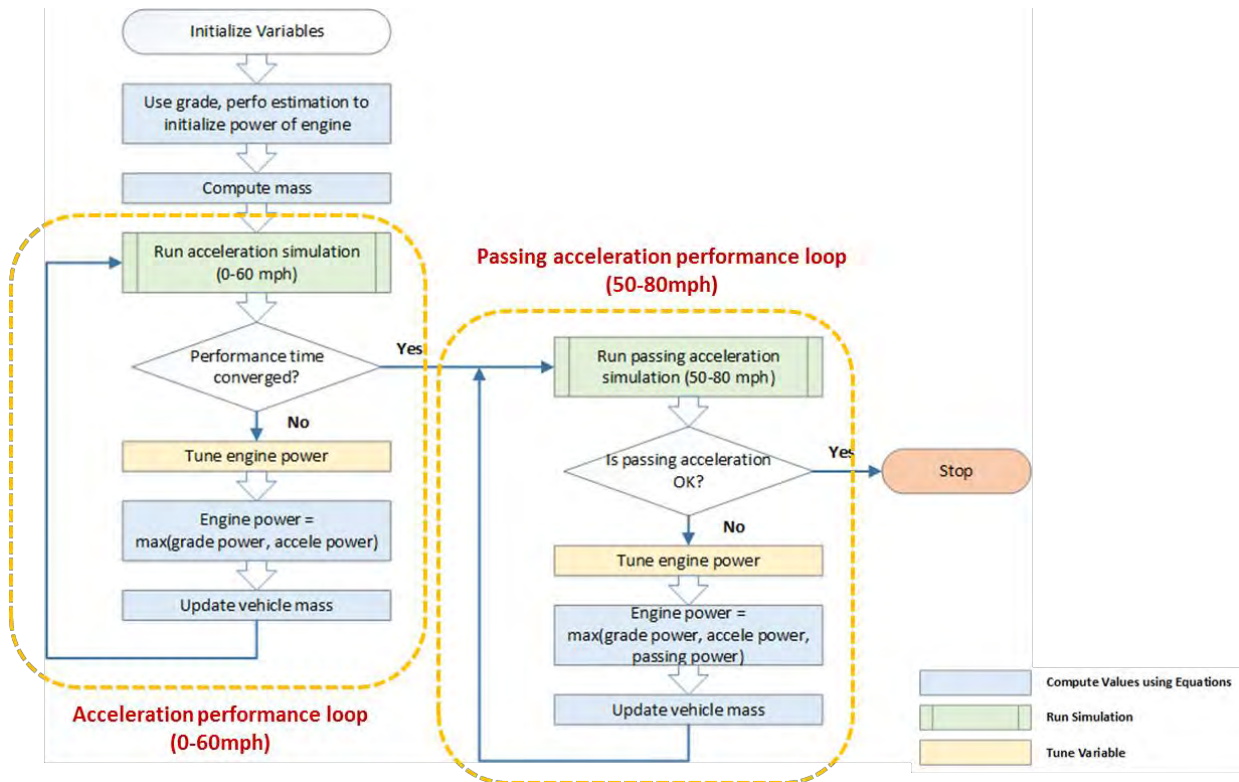 Initialize Variables
Use grade, perfo estimation to
initialize power of engine
Compute mass
Run acceleration simulation
(0-60 mph)
Performance time
converged?
Yes
No
Tune engine power
Engine power =
max(grade power, accele power)
Update vehicle mass
Acceleration performance loop
(0-60mph)
Passing acceleration performance loop
(50-80mph)
Run passing acceleration
simulation (50-80 mph)
Is passing acceleration
OK?
Yes
Stop
No
Tune engine power
Engine power =
max(grade power, accele power,
passing power)
Update vehicle mass
Compute Values using Equations
Run Simulation
Tune Variable